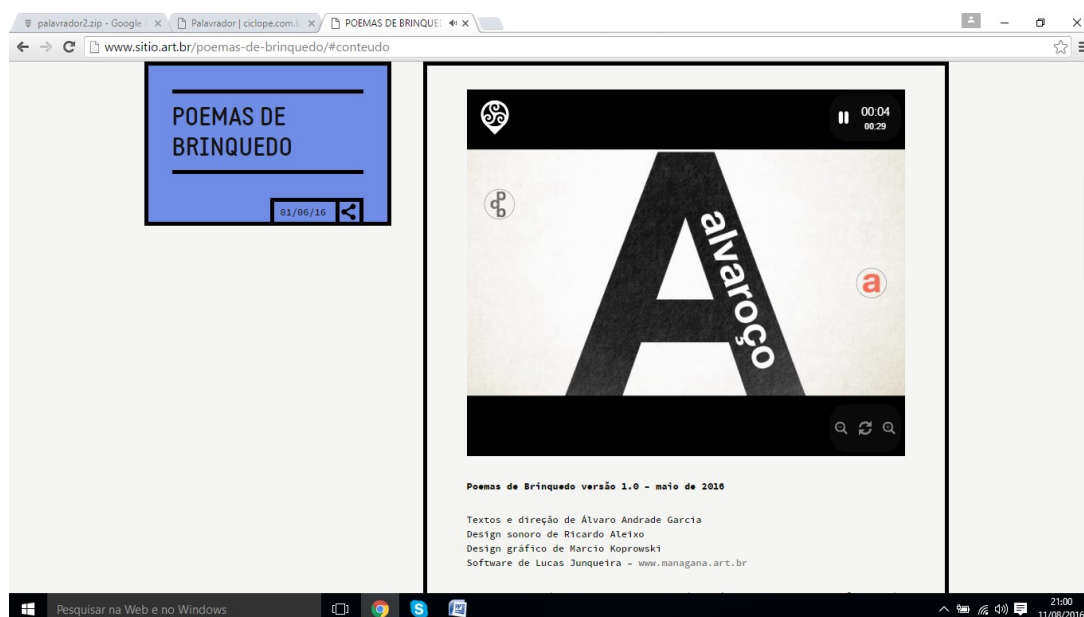 palavrador2.zip - Google
Palavrador | ciclope.com.b
POEMAS DE BRINQUE
www.sitio.art.br/poemas-de-brinquedo/#conteudo
POEMAS DE
BRINQUEDO
01/06/16
00:04
00:29
A
alvaroço
a
Poemas de Brinquedo versão 1.0 – maio de 2016
Textos e direção de Álvaro Andrade Garcia
Design sonoro de Ricardo Aleixo
Design gráfico de Marcio Koprowski
Software de Lucas Junqueira – www.managana.art.br
Pesquisar na Web e no Windows
21:00
11/08/2016